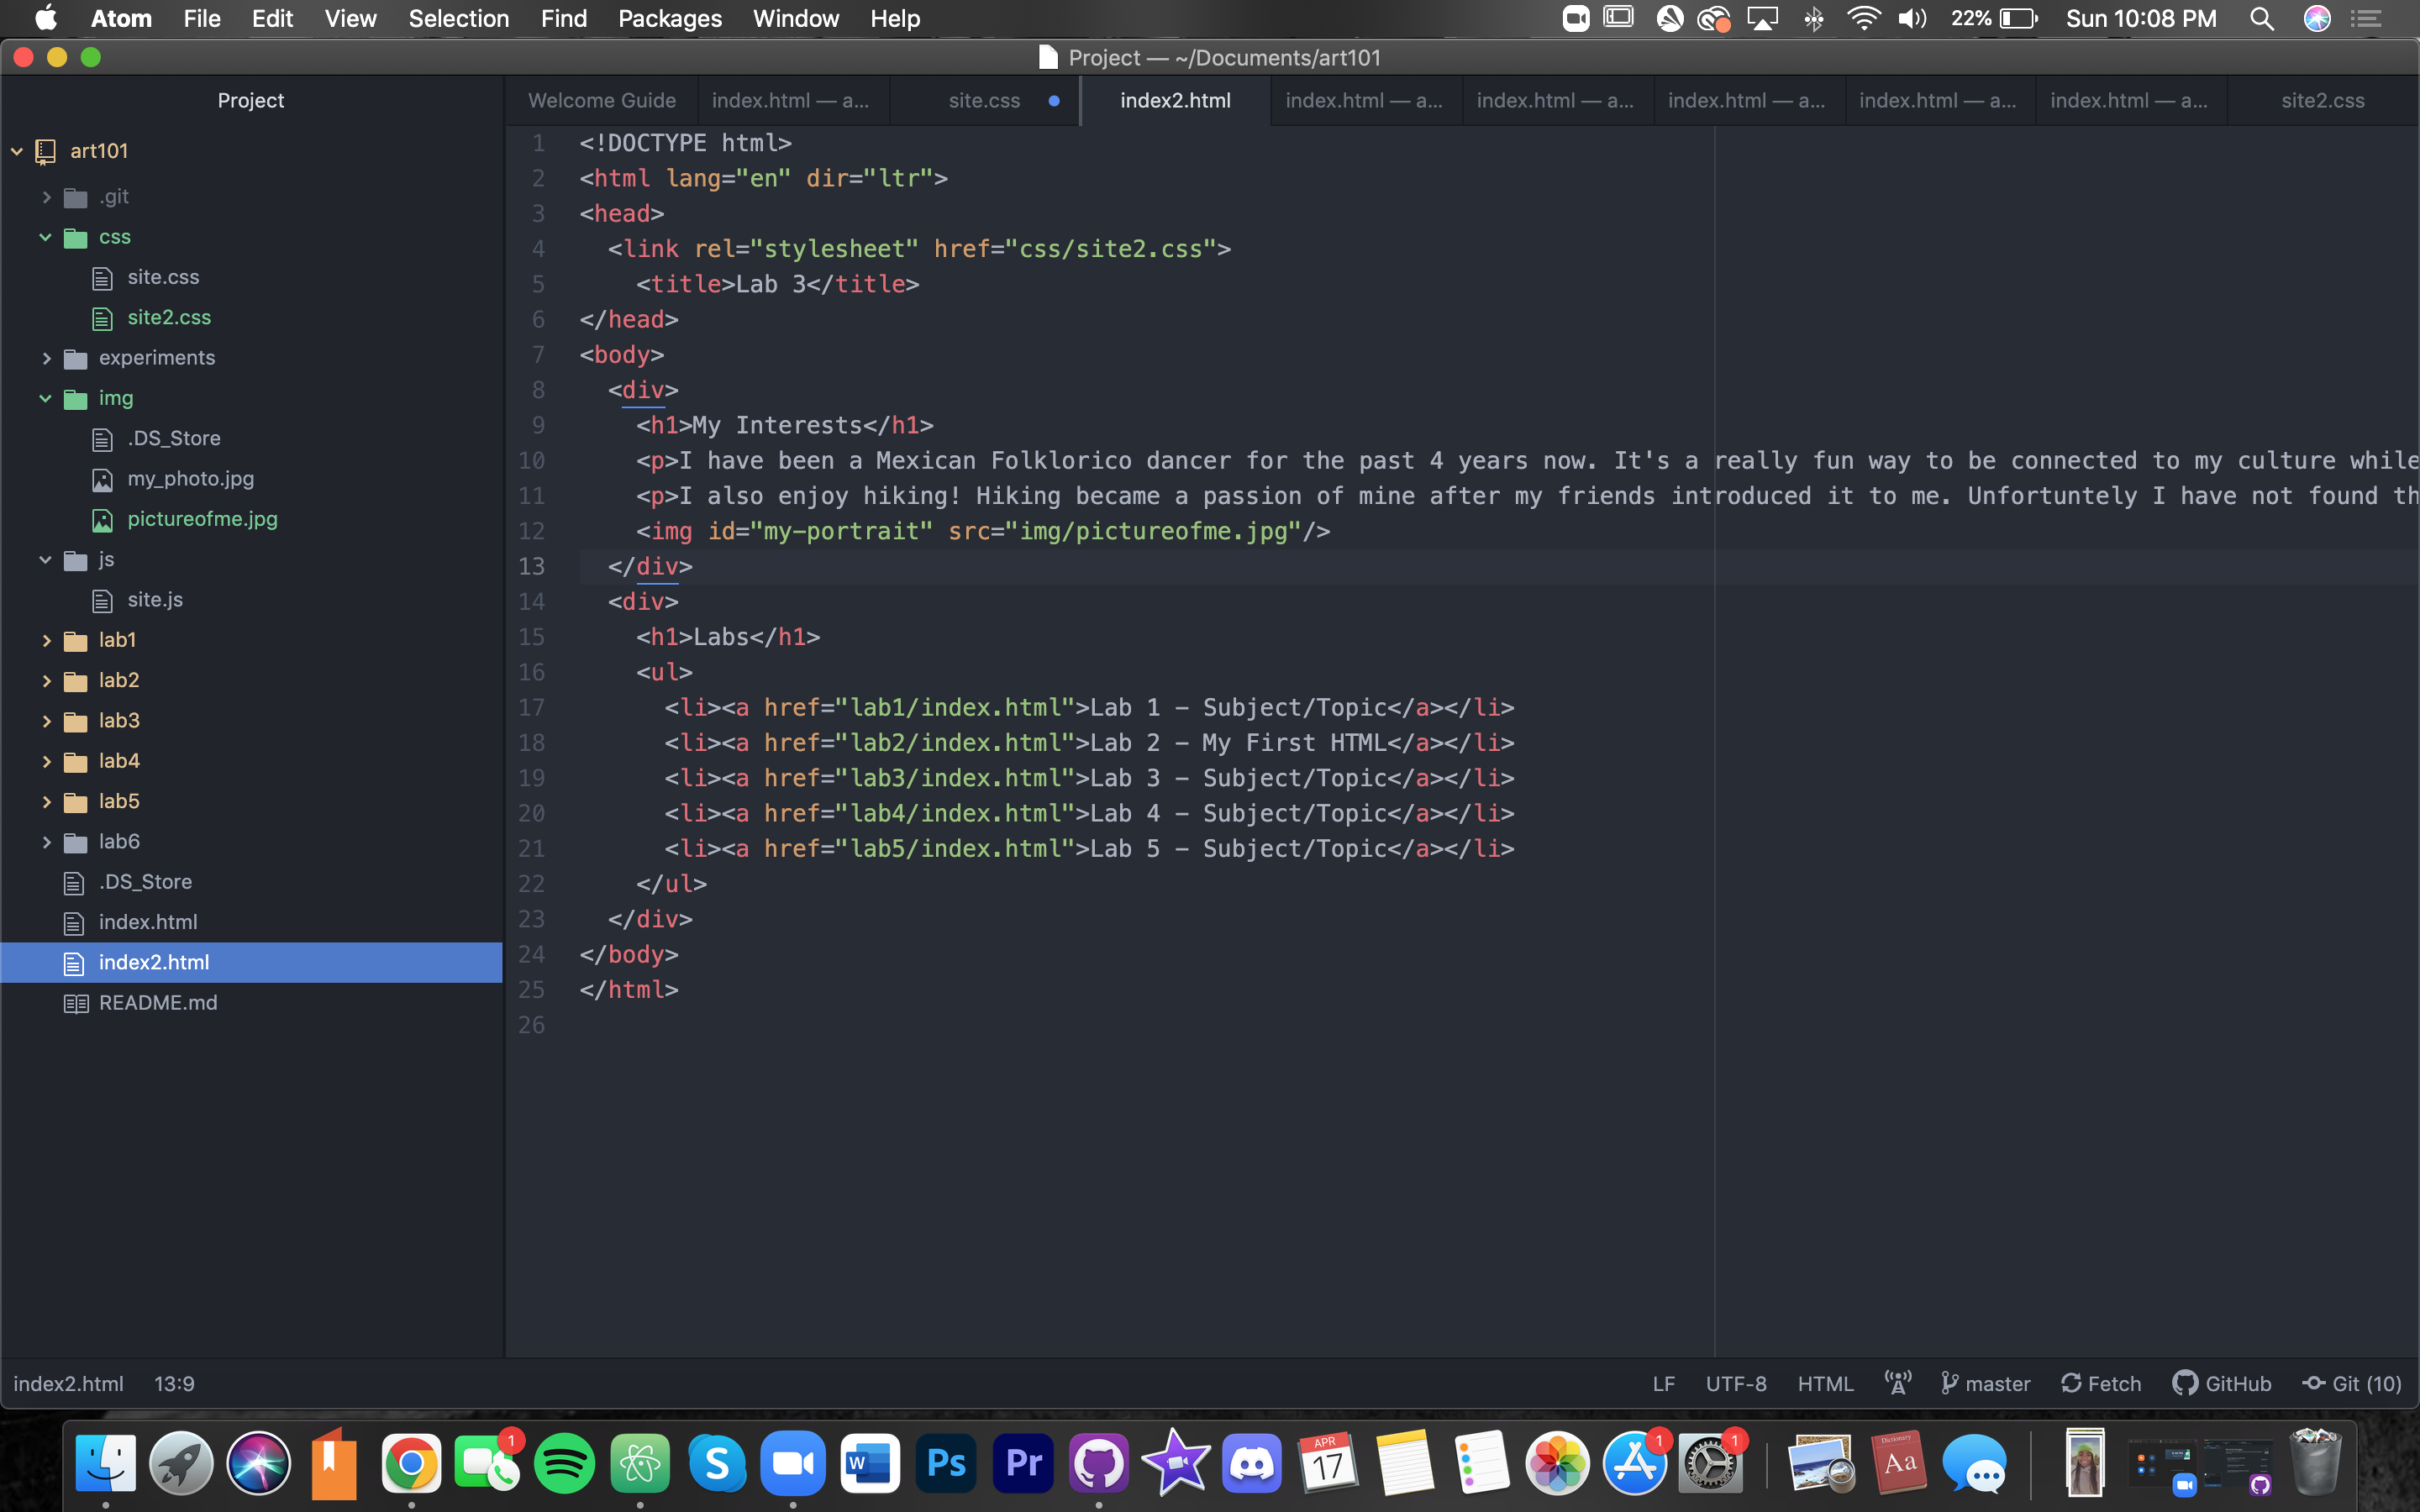 Atom File Edit View Selection Find Packages Window Help 22% Sun 10:08 PM
Project — ~/Documents/art101
Project
Welcome Guide index.html — a... site.css index2.html index.html — a... index.html — a... index.html — a... index.html — a... index.html — a... site2.css
art101
.git
css
site.css
site2.css
experiments
img
.DS_Store
my_photo.jpg
pictureofme.jpg
js
site.js
lab1
lab2
lab3
lab4
lab5
lab6
.DS_Store
index.html
index2.html
README.md
1 <!DOCTYPE html>
2 <html lang="en" dir="ltr">
3 <head>
4 <link rel="stylesheet" href="css/site2.css">
5 <title>Lab 3</title>
6 </head>
7 <body>
8 <div>
9 <h1>My Interests</h1>
10 <p>I have been a Mexican Folklorico dancer for the past 4 years now. It's a really fun way to be connected to my culture while
11 <p>I also enjoy hiking! Hiking became a passion of mine after my friends introduced it to me. Unfortuntely I have not found th
12 <img id="my-portrait" src="img/pictureofme.jpg"/>
13 </div>
14 <div>
15 <h1>Labs</h1>
16 <ul>
17 <li><a href="lab1/index.html">Lab 1 – Subject/Topic</a></li>
18 <li><a href="lab2/index.html">Lab 2 – My First HTML</a></li>
19 <li><a href="lab3/index.html">Lab 3 – Subject/Topic</a></li>
20 <li><a href="lab4/index.html">Lab 4 – Subject/Topic</a></li>
21 <li><a href="lab5/index.html">Lab 5 – Subject/Topic</a></li>
22 </ul>
23 </div>
24 </body>
25 </html>
26
index2.html 13:9 LF UTF-8 HTML master Fetch GitHub Git (10)
1 S W Ps Pr APR 17 1 1 Dictionary Aa